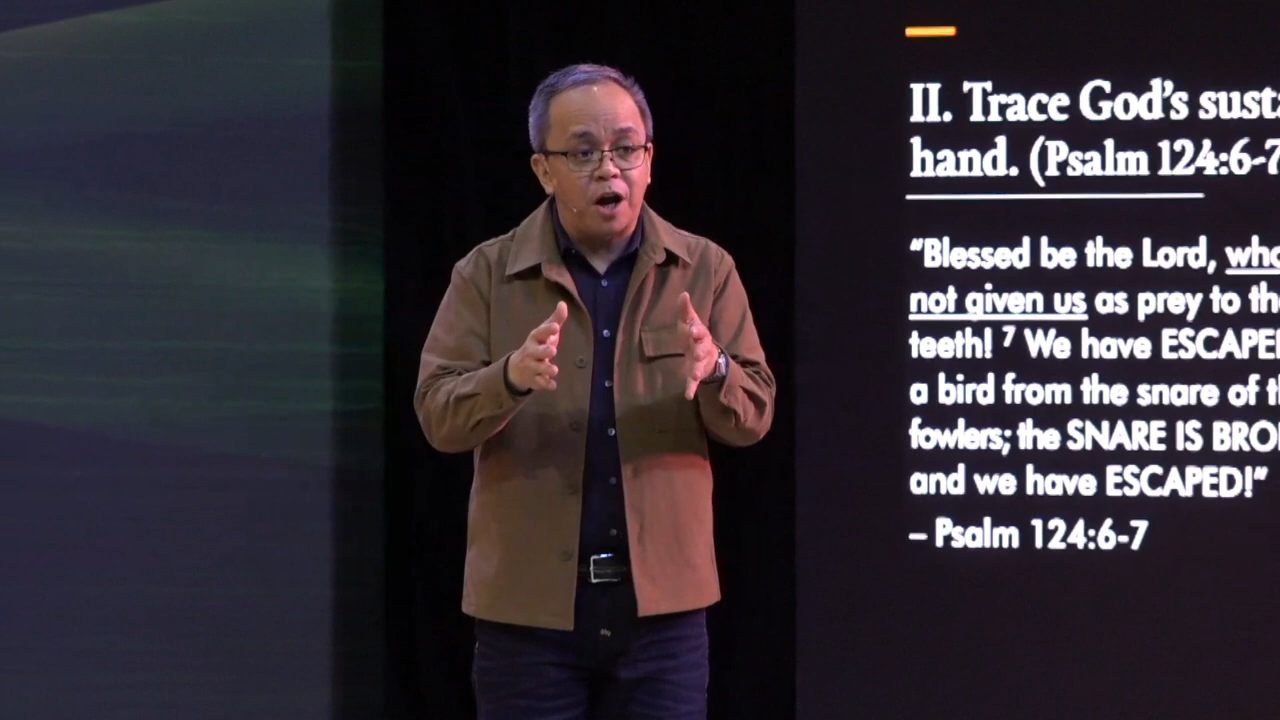 II. Trace God's
hand. (Psalm 124:6-7
"Blessed be the Lord,
not given us as prey to
teeth! 7 We have
a bird from the snare of
fowlers; the SNARE IS
and we have ESCAPED!"
– Psalm 124:6-7